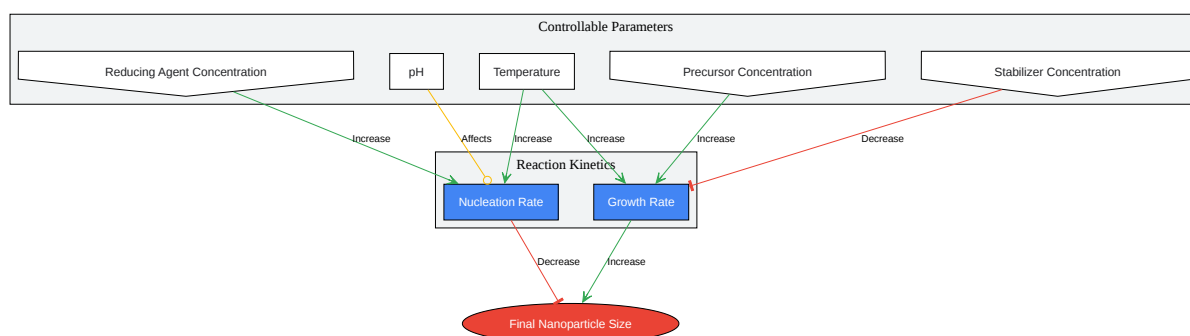 Controllable Parameters
Reducing Agent Concentration
pH
Temperature
Precursor Concentration
Stabilizer Concentration
Increase
Affects
Increase
Increase
Increase
Decrease
Reaction Kinetics
Nucleation Rate
Growth Rate
Decrease
Increase
Final Nanoparticle Size